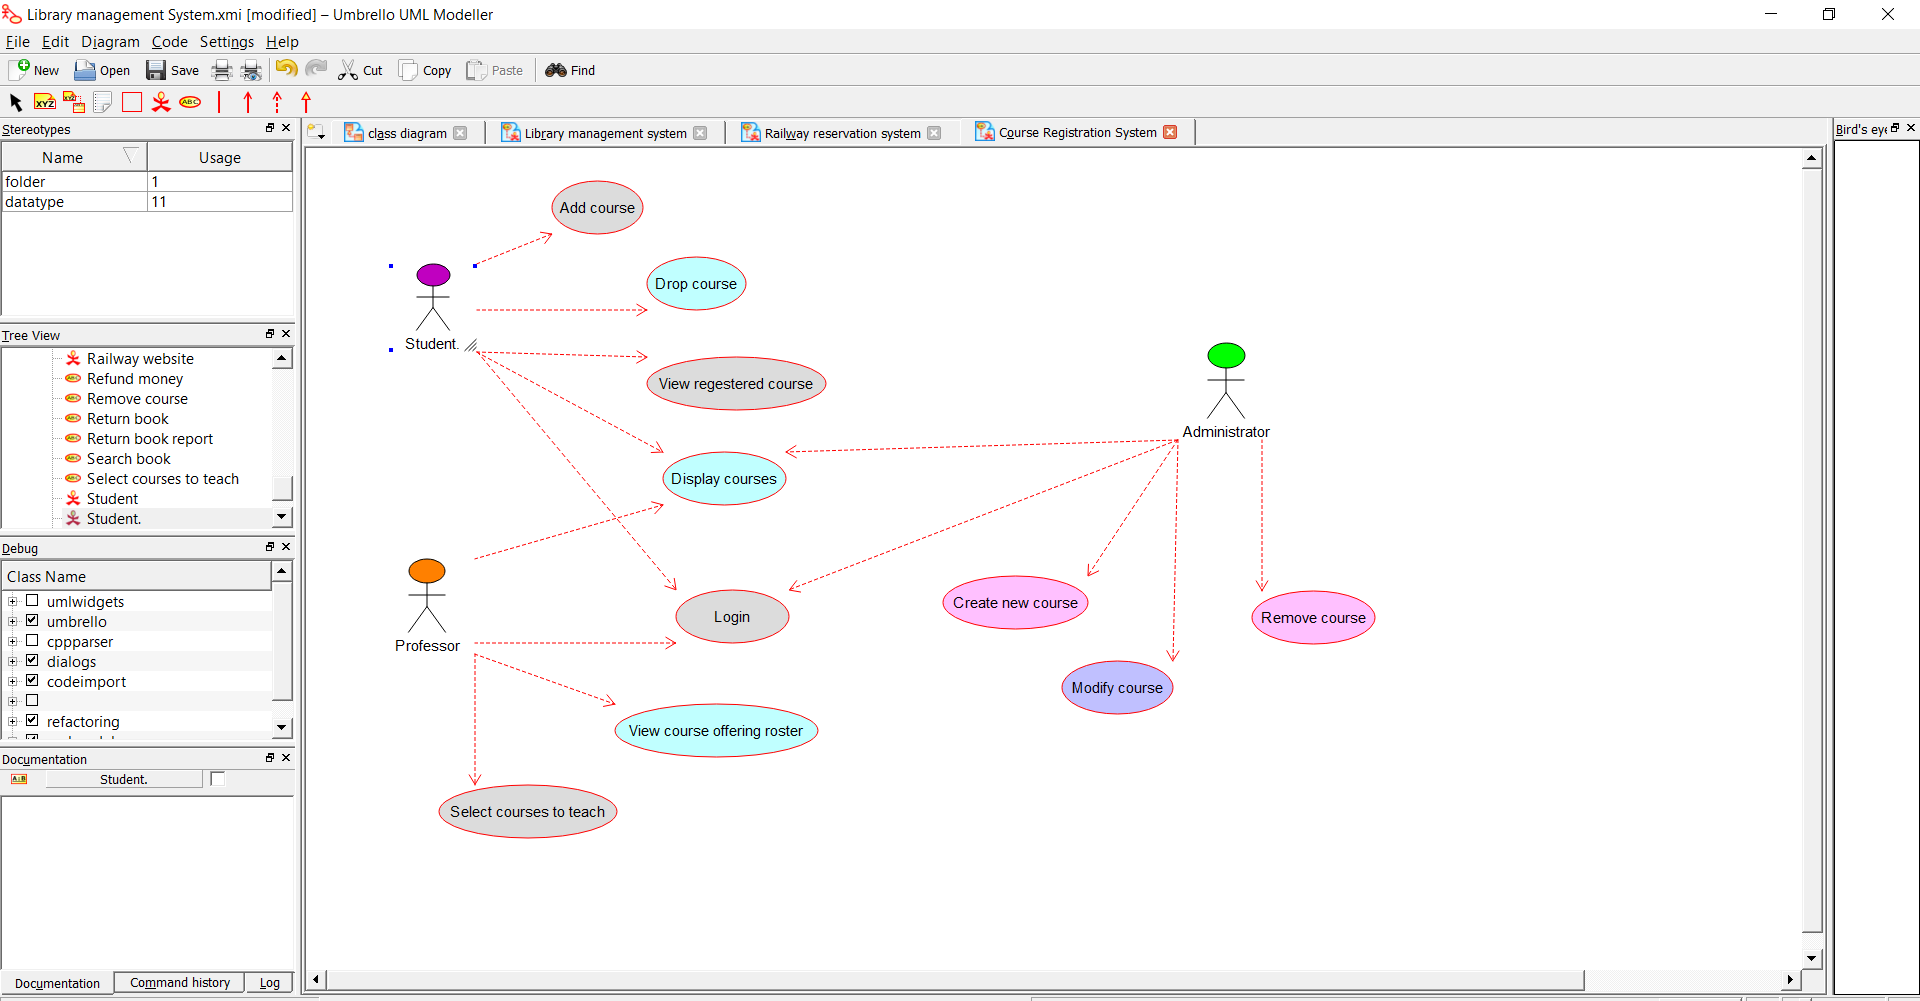 Library management System.xmi [modified] – Umbrello UML Modeller
File Edit Diagram Code Settings Help
New Open Save Cut Copy Paste Find
XYZ XYZ ABC
Stereotypes
Name Usage
folder 1
datatype 11
Tree View
Railway website
Refund money
Remove course
Return book
Return book report
Search book
Select courses to teach
Student
Student.
Debug
Class Name
umlwidgets
umbrello
cppparser
dialogs
codeimport
refactoring
Documentation
Student.
Documentation Command history Log
class diagram Library management system Railway reservation system Course Registration System
Add course
Drop course
Student.
View regestered course
Administrator
Display courses
Create new course
Login
Remove course
Professor
Modify course
View course offering roster
Select courses to teach
Bird's eye